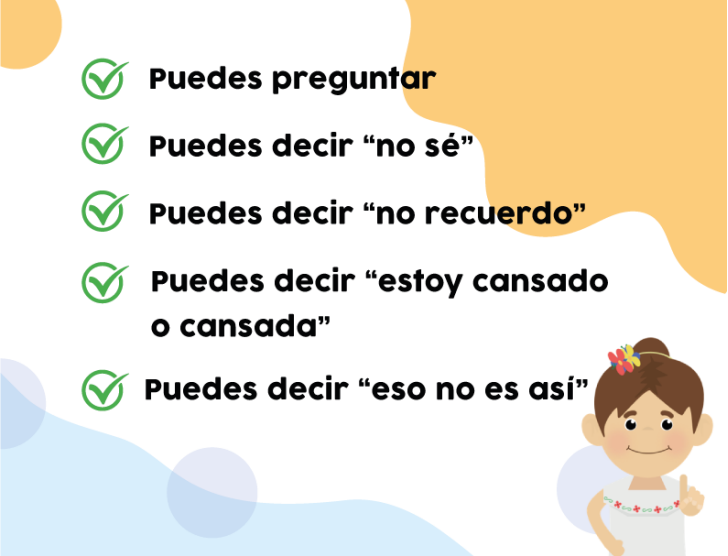 Puedes preguntar
Puedes decir “no sé”
Puedes decir “no recuerdo”
Puedes decir “estoy cansado
o cansada”
Puedes decir “eso no es así”